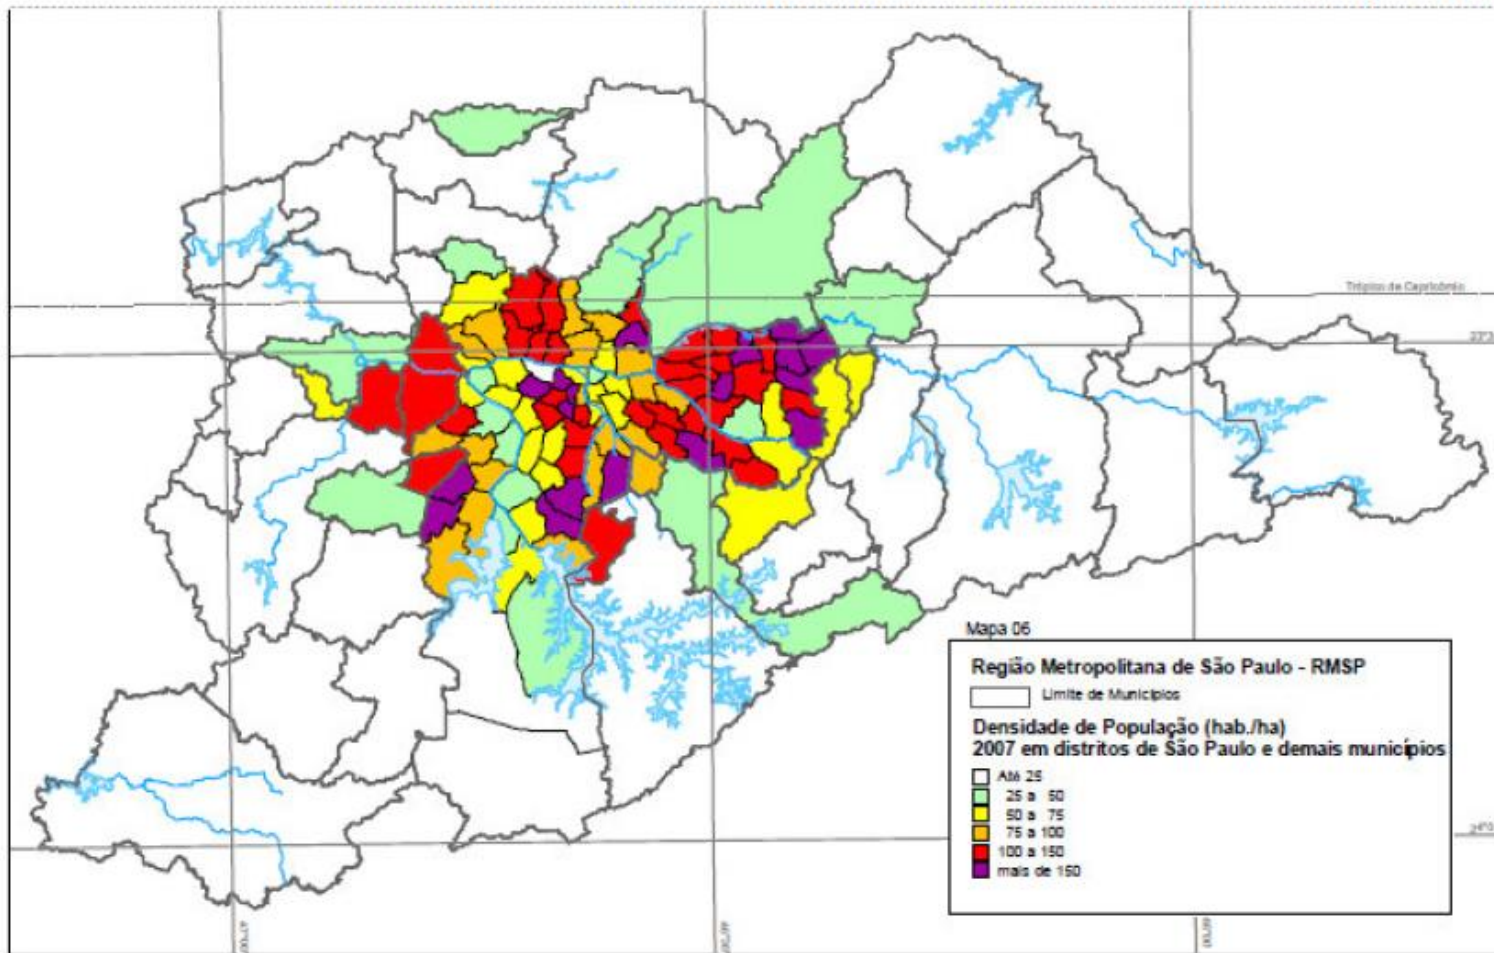 Trópico de Capricórnio
Mapa 06
Região Metropolitana de São Paulo - RMSP
Limite de Municípios
Densidade de População (hab./ha)
2007 em distritos de São Paulo e demais municípios
Até 25
25 a 50
50 a 75
75 a 100
100 a 150
mais de 150
47°00'